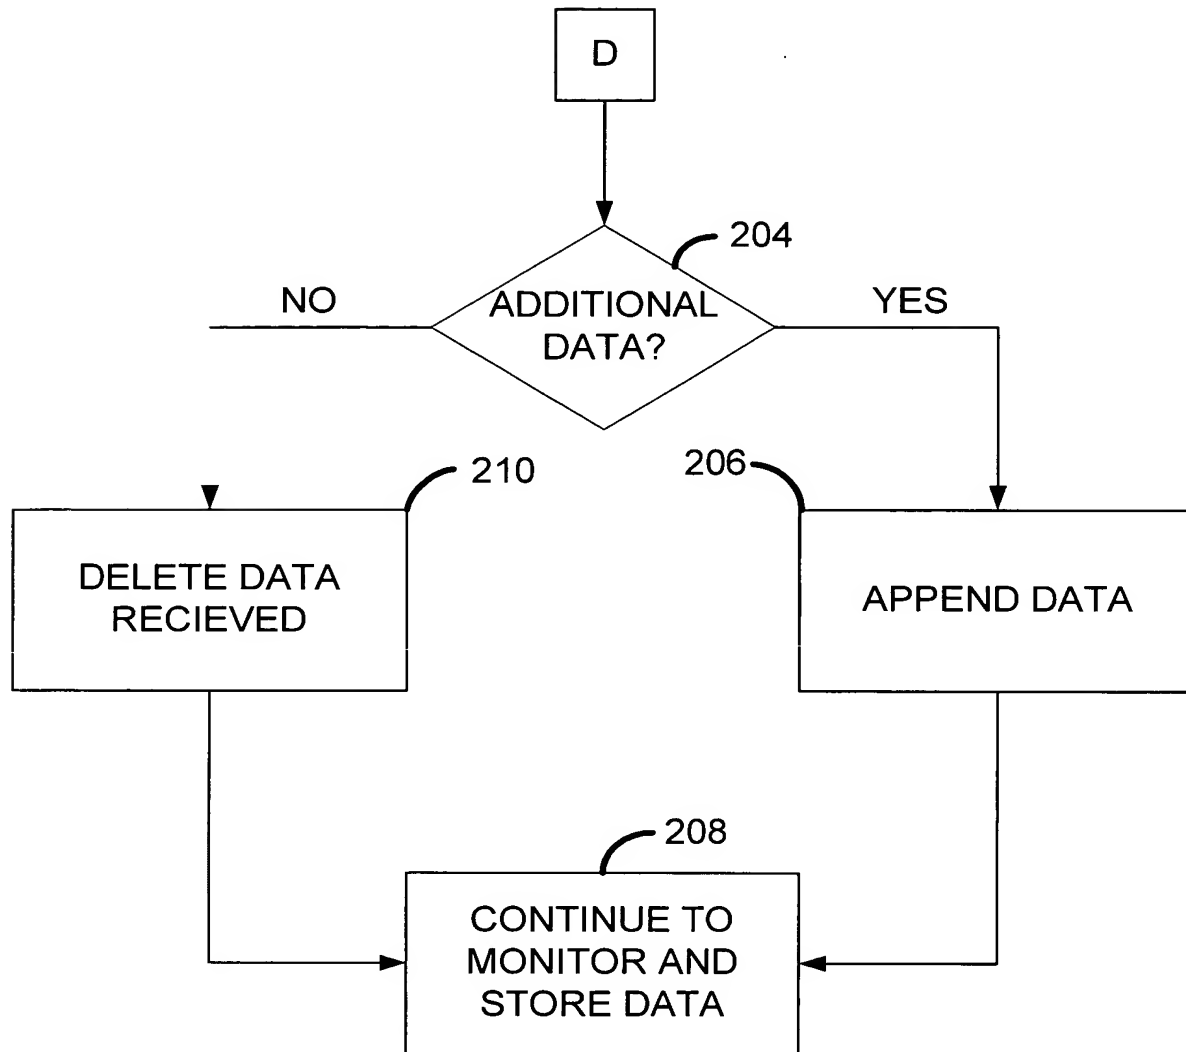 D
204
NO
ADDITIONAL
DATA?
YES
210
206
DELETE DATA
RECIEVED
APPEND DATA
208
CONTINUE TO
MONITOR AND
STORE DATA